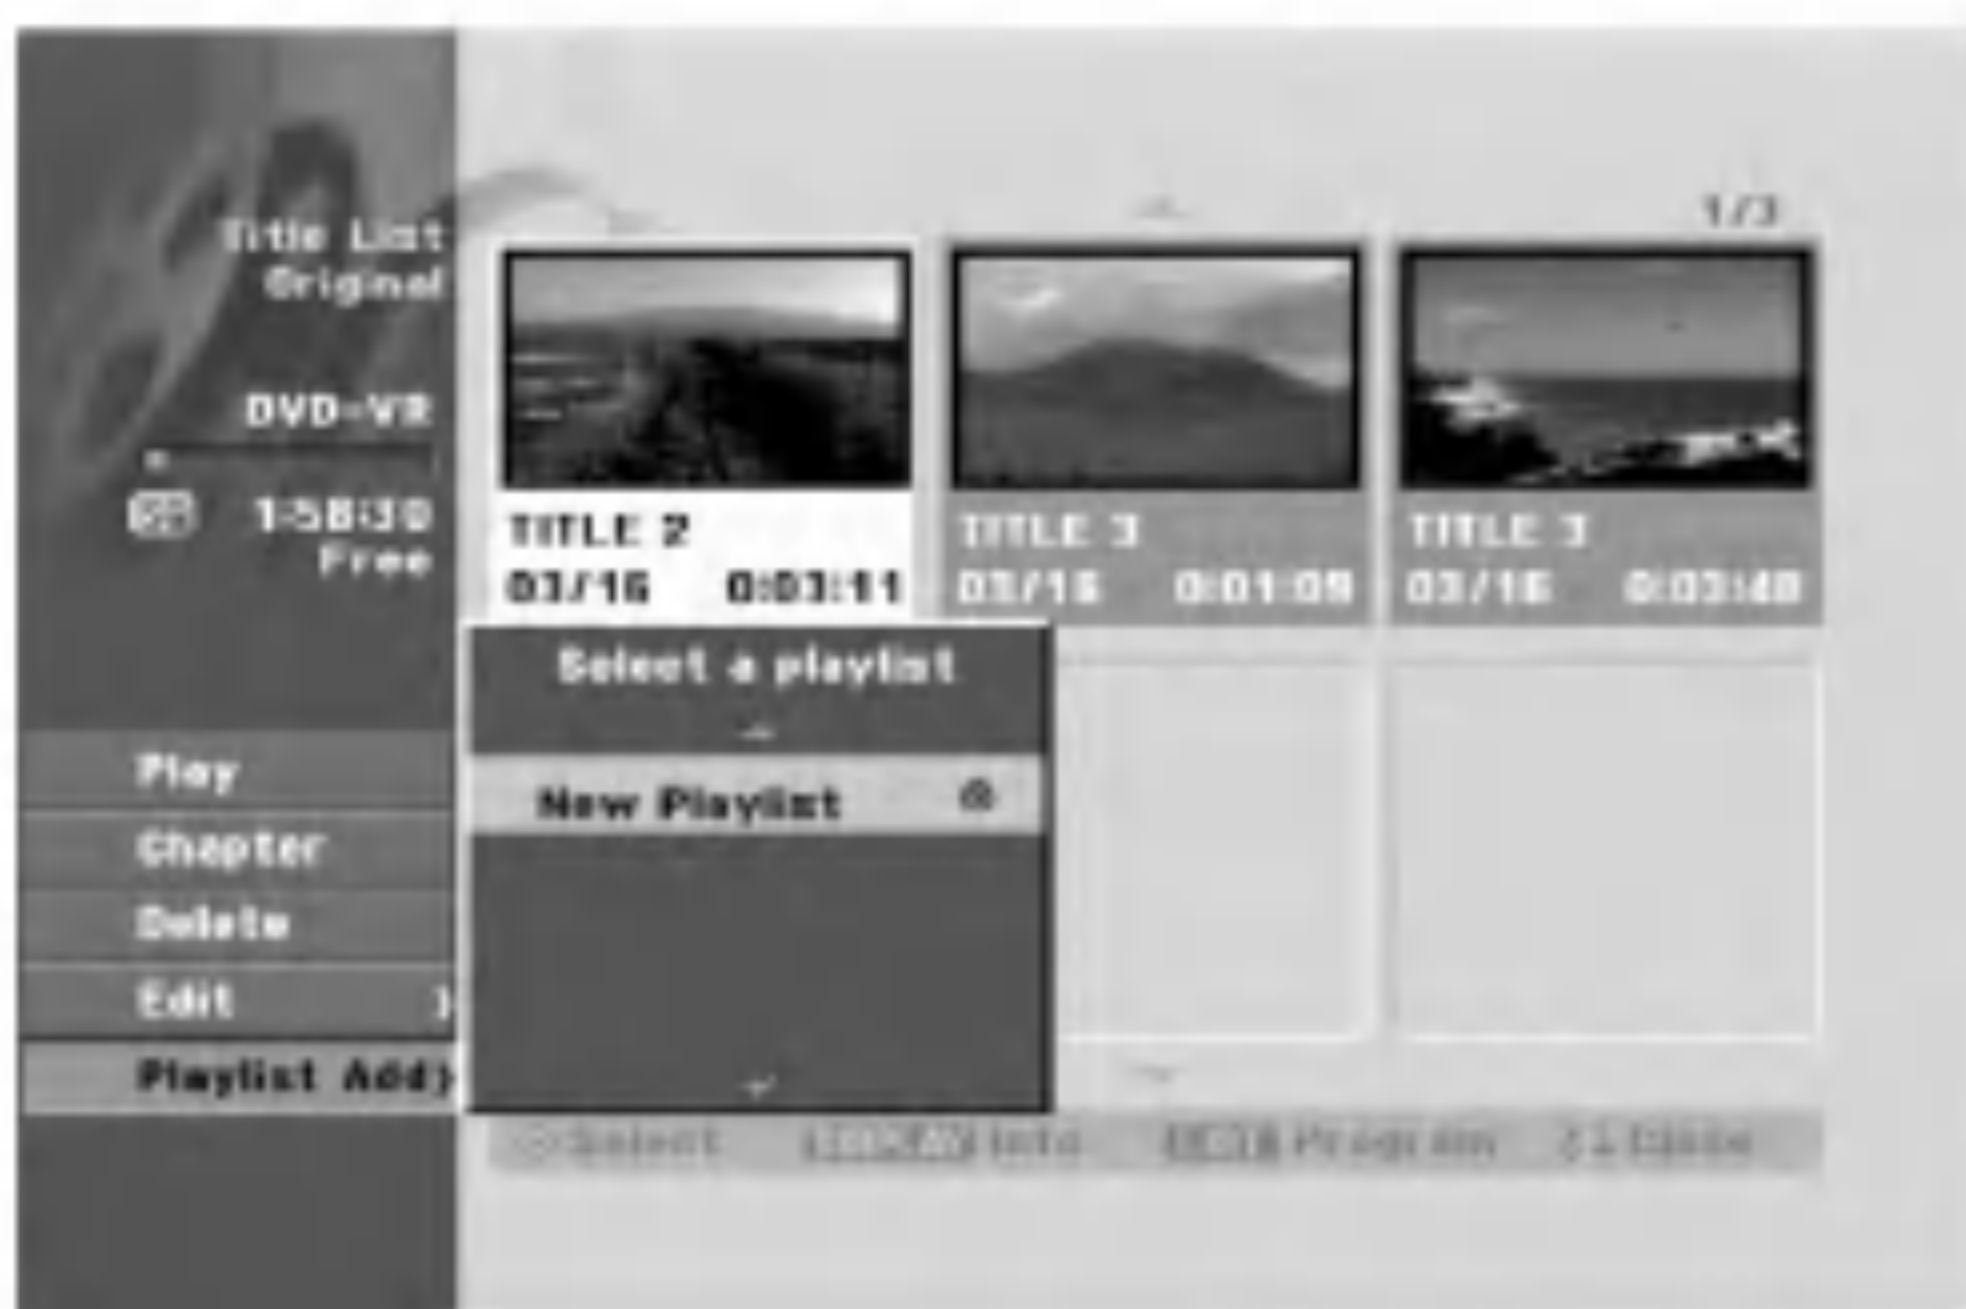 Title List
Original
DVD-VR
1:58:30
Free
Play
Chapter
Delete
Edit
Playlist Add
1/3
TITLE 2
03/16 0:03:11
TITLE 3
03/16 0:01:09
TITLE 3
03/16 0:03:40
Select a playlist
New Playlist
Select Info Program Close